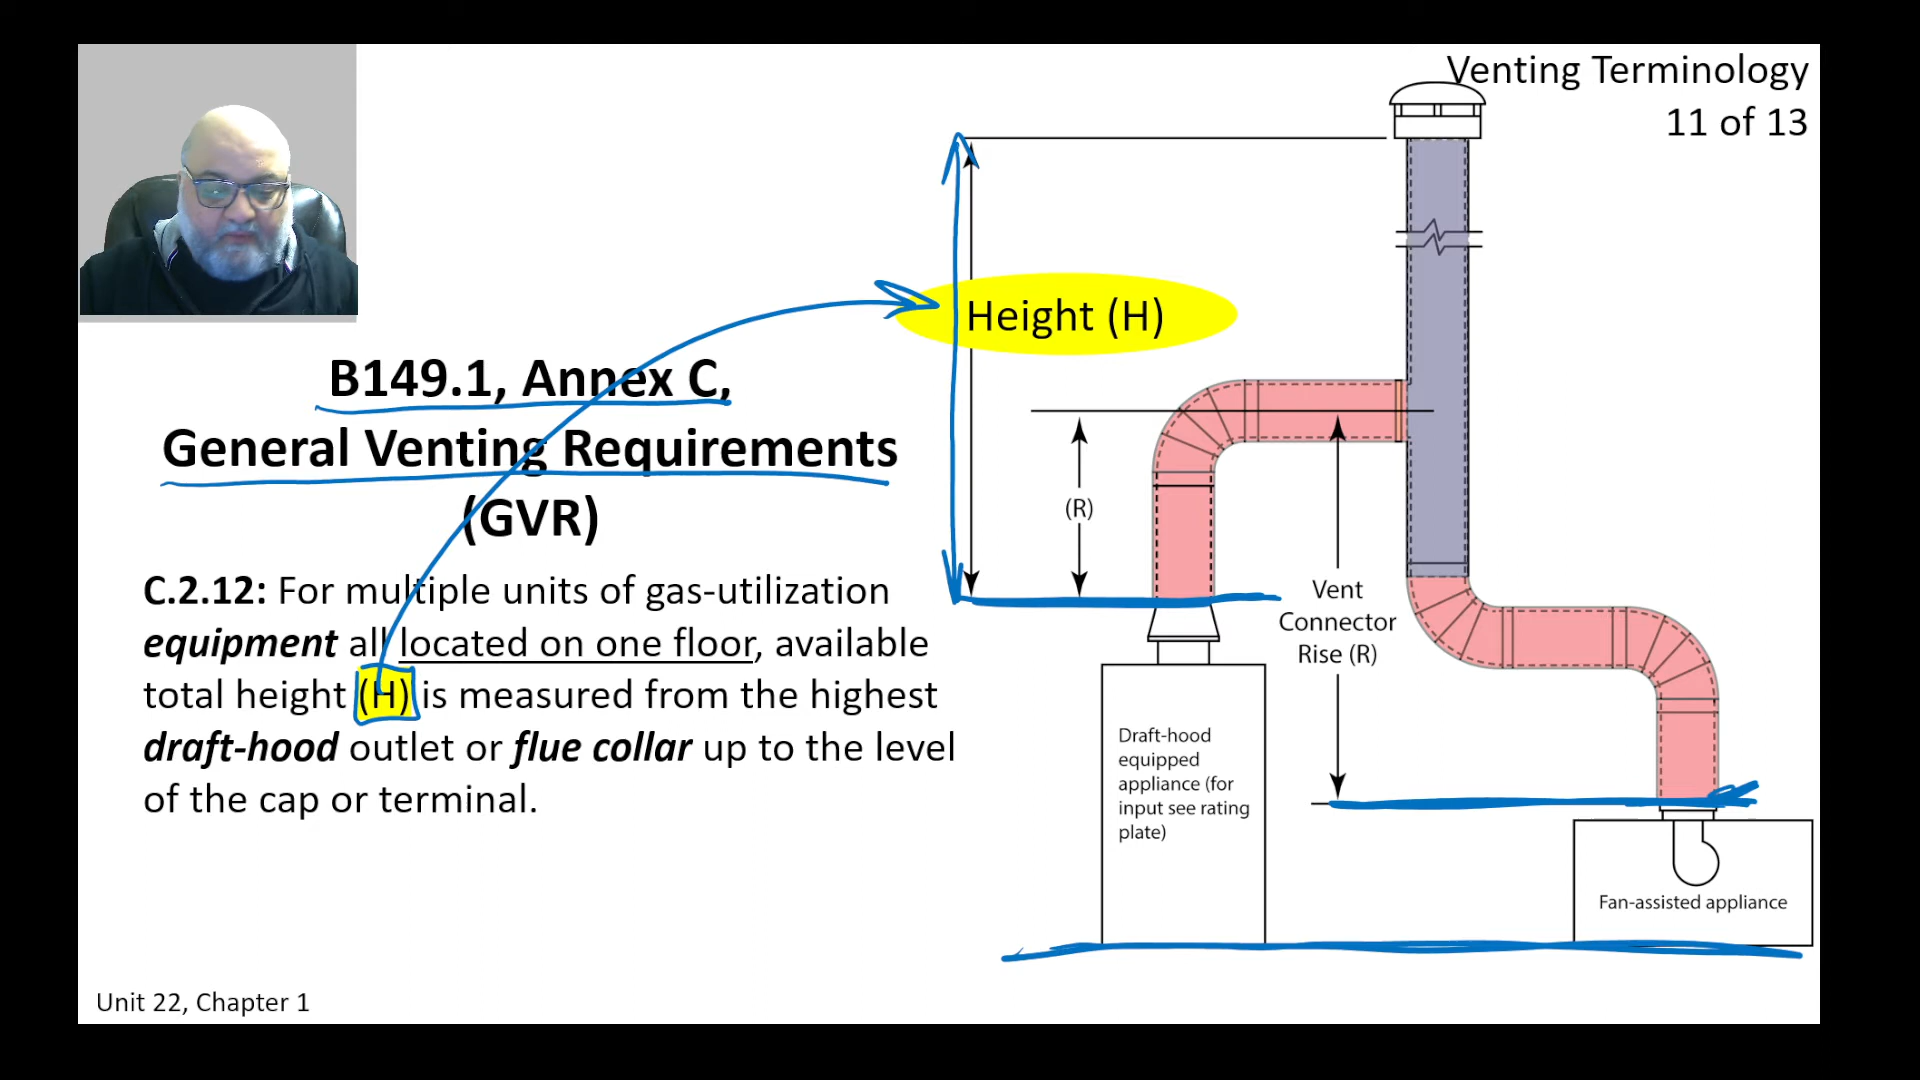 Venting Terminology
11 of 13
Height (H)
B149.1, Annex C,
General Venting Requirements
(GVR)
C.2.12: For multiple units of gas-utilization
equipment all located on one floor, available
total height (H) is measured from the highest
draft-hood outlet or flue collar up to the level
of the cap or terminal.
(R)
Vent
Connector
Rise (R)
Draft-hood
equipped
appliance (for
input see rating
plate)
Fan-assisted appliance
Unit 22, Chapter 1